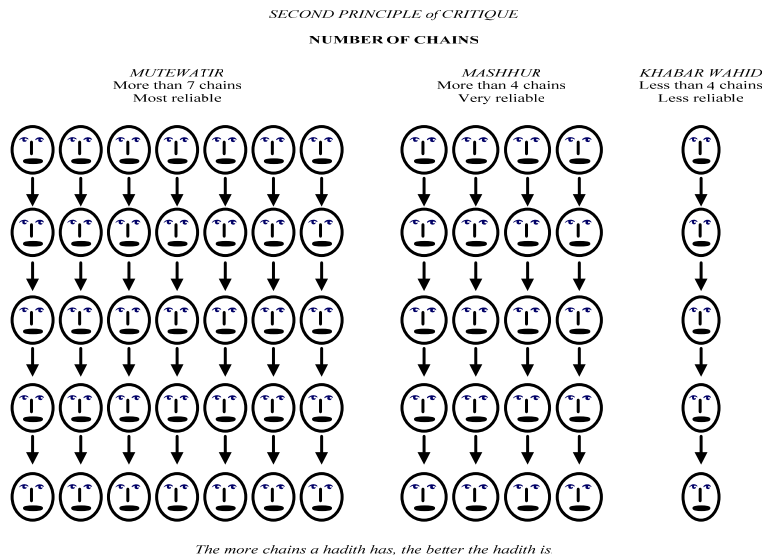 SECOND PRINCIPLE of CRITIQUE
NUMBER OF CHAINS
MUTEWATIR
More than 7 chains
Most reliable
MASHHUR
More than 4 chains
Very reliable
KHABAR WAHID
Less than 4 chains
Less reliable
The more chains a hadith has, the better the hadith is